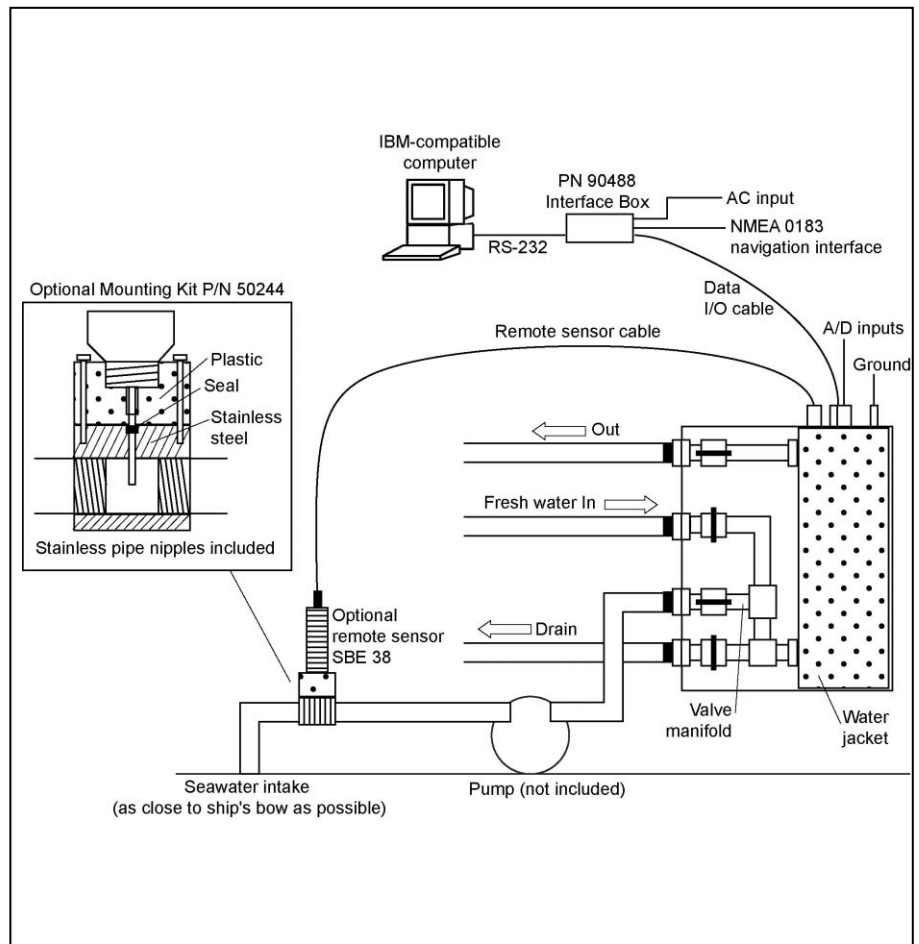 IBM-compatible
computer
PN 90488
Interface Box
AC input
NMEA 0183
navigation interface
RS-232
Data
I/O cable
Optional Mounting Kit P/N 50244
Plastic
Seal
Stainless
steel
Stainless pipe nipples included
Remote sensor cable
A/D inputs
Ground
Out
Fresh water In
Optional
remote sensor
SBE 38
Drain
Valve
manifold
Water
jacket
Seawater intake
(as close to ship's bow as possible)
Pump (not included)